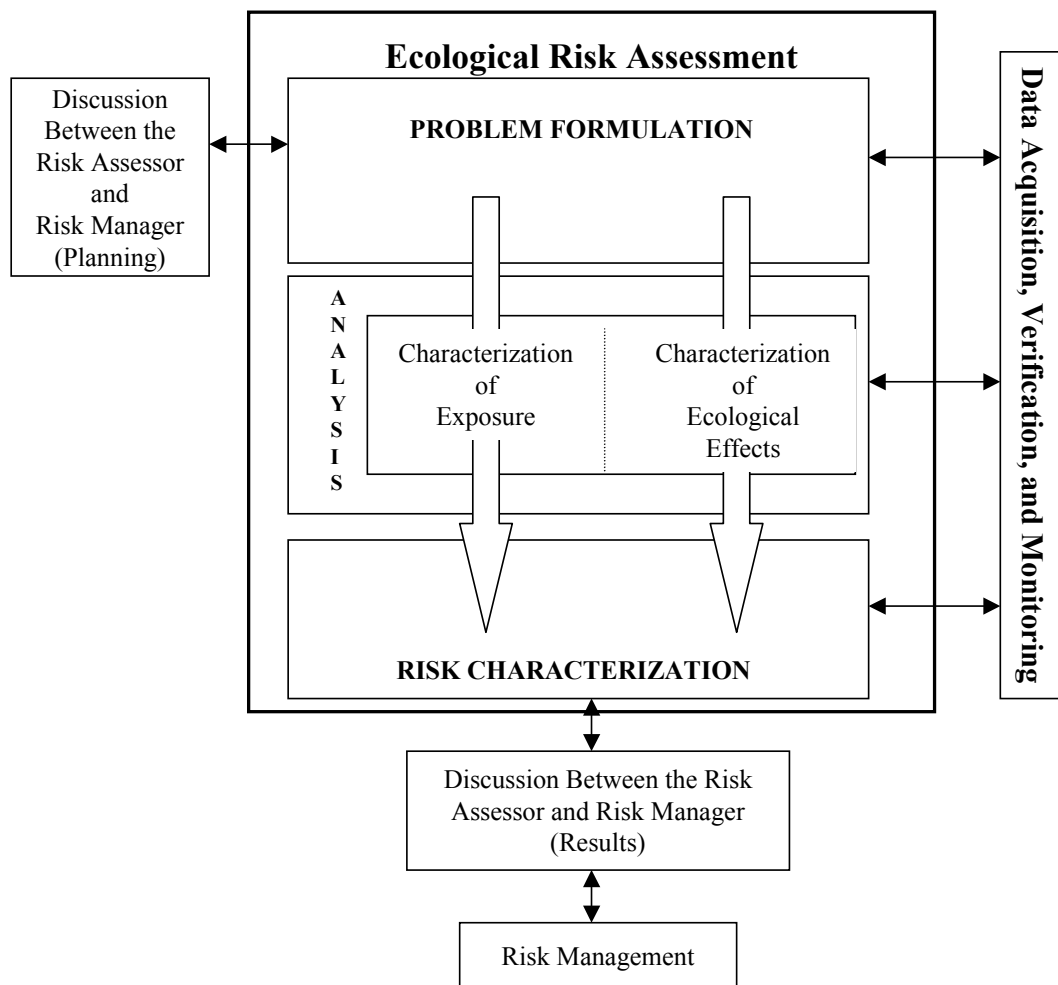 Ecological Risk Assessment
Discussion
Between the
Risk Assessor
and
Risk Manager
(Planning)
PROBLEM FORMULATION
ANALYSIS
Characterization
of
Exposure
Characterization
of
Ecological
Effects
RISK CHARACTERIZATION
Data Acquisition, Verification, and Monitoring
Discussion Between the Risk
Assessor and Risk Manager
(Results)
Risk Management